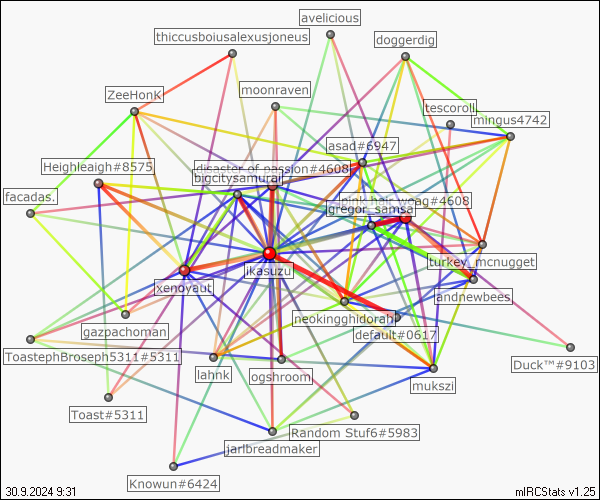 avelicious
thiccusboiusalexusjoneus
doggerdig
moonraven
ZeeHonK
tescoroll
mingus4742
asad#6947
Heighleigh#8575
disaster of passion#4608
bigcitysamurai
facadas.
pink hair woag#4608
gregor_samsa
turkey_mcnugget
ikasuzu
xenoyaut
andnewbees
neokingghidorah
gazpachoman
default#0617
ToastephBroseph5311#5311
Duck™#9103
lahnk
ogshroom
mukszi
Toast#5311
Random Stuf6#5983
jarlbreadmaker
Knowun#6424
30.9.2024 9:31
mIRCStats v1.25